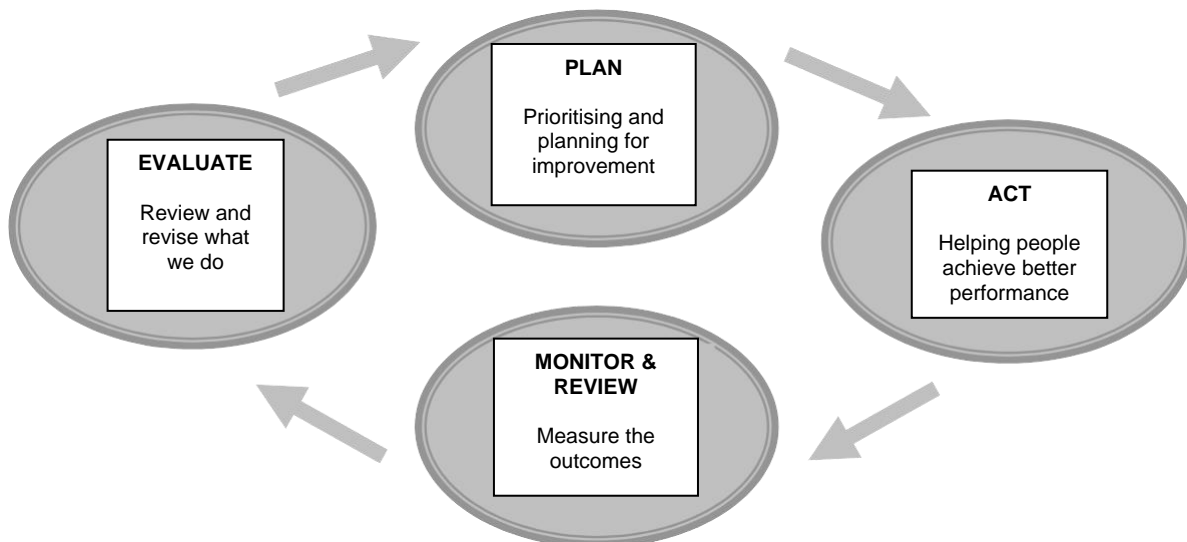 PLAN
Prioritising and
planning for
improvement
EVALUATE
Review and
revise what
we do
ACT
Helping people
achieve better
performance
MONITOR &
REVIEW
Measure the
outcomes